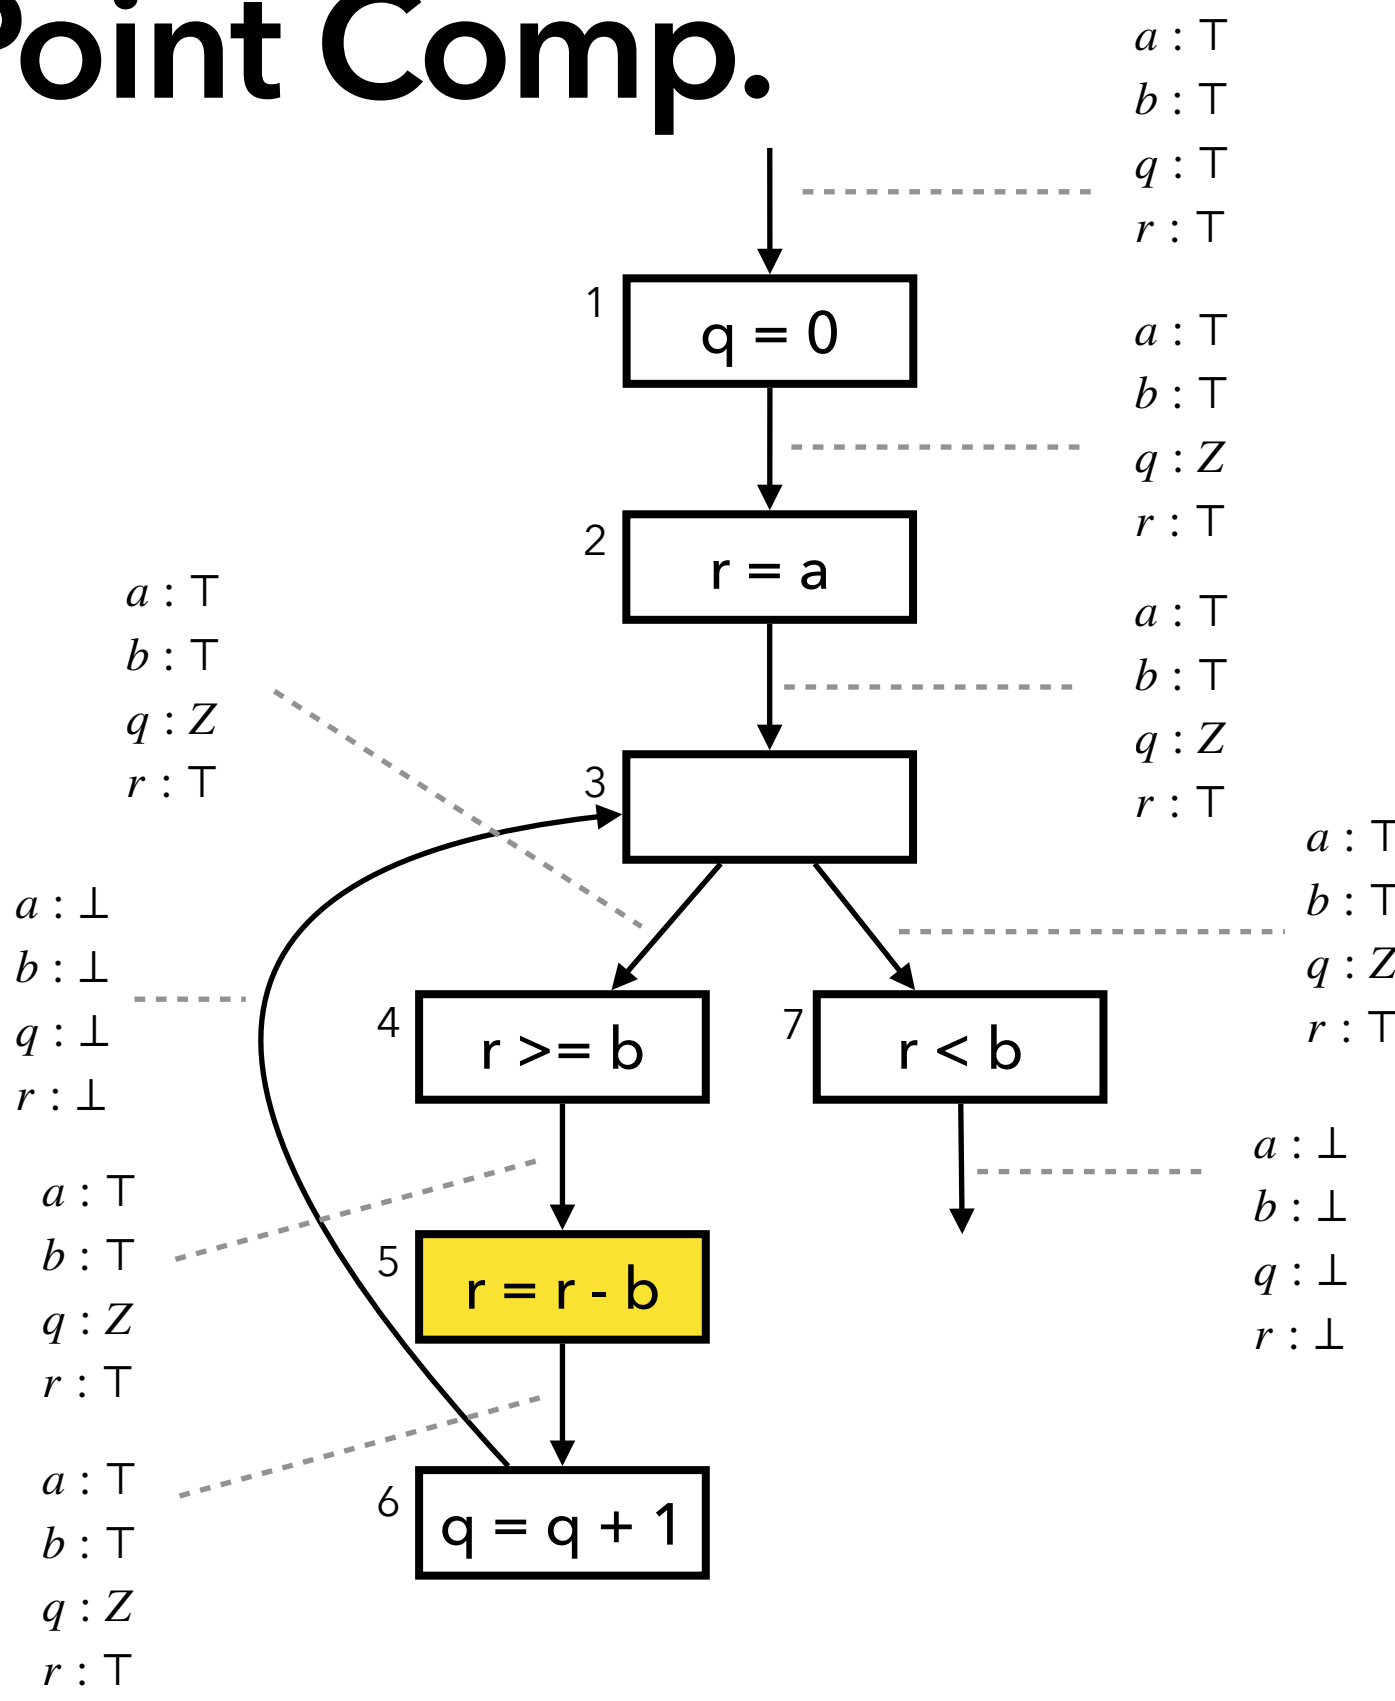 Point Comp.
a : ⊤
b : ⊤
q : ⊤
r : ⊤
1
q = 0
a : ⊤
b : ⊤
q : Z
r : ⊤
2
r = a
a : ⊤
b : ⊤
q : Z
r : ⊤
a : ⊤
b : ⊤
q : Z
r : ⊤
3
a : ⊤
b : ⊤
q : Z
r : ⊤
a : ⊥
b : ⊥
q : ⊥
r : ⊥
4
r >= b
7
r < b
a : ⊥
b : ⊥
q : ⊥
r : ⊥
a : ⊤
b : ⊤
q : Z
r : ⊤
5
r = r - b
a : ⊤
b : ⊤
q : Z
r : ⊤
6
q = q + 1